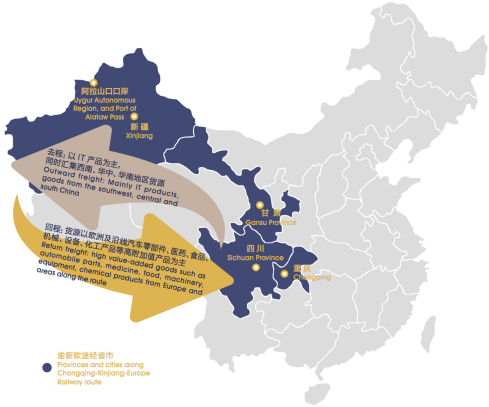 阿拉山口口岸
Uygur Autonomous
Region, and Port of
Alataw Pass
新 疆
Xinjiang
去程：以 IT 产品为主，
同时汇集西南、华中、华南地区货源
Outward freight: Mainly IT products,
goods from the southwest, central and
south China
甘 肃
Gansu Province
四 川
Sichuan Province
重 庆
Chongqing
回程：货源以欧洲及沿线汽车零部件、医药、食品、
机械、设备、化工产品等高附加值产品为主
Return freight: high value-added goods such as
automobile parts, medicine, food, machinery,
equipment, chemical products from Europe and
areas along the route
渝新欧途经省市
Provinces and cities along
Chongqing-Xinjiang-Europe
Railway route